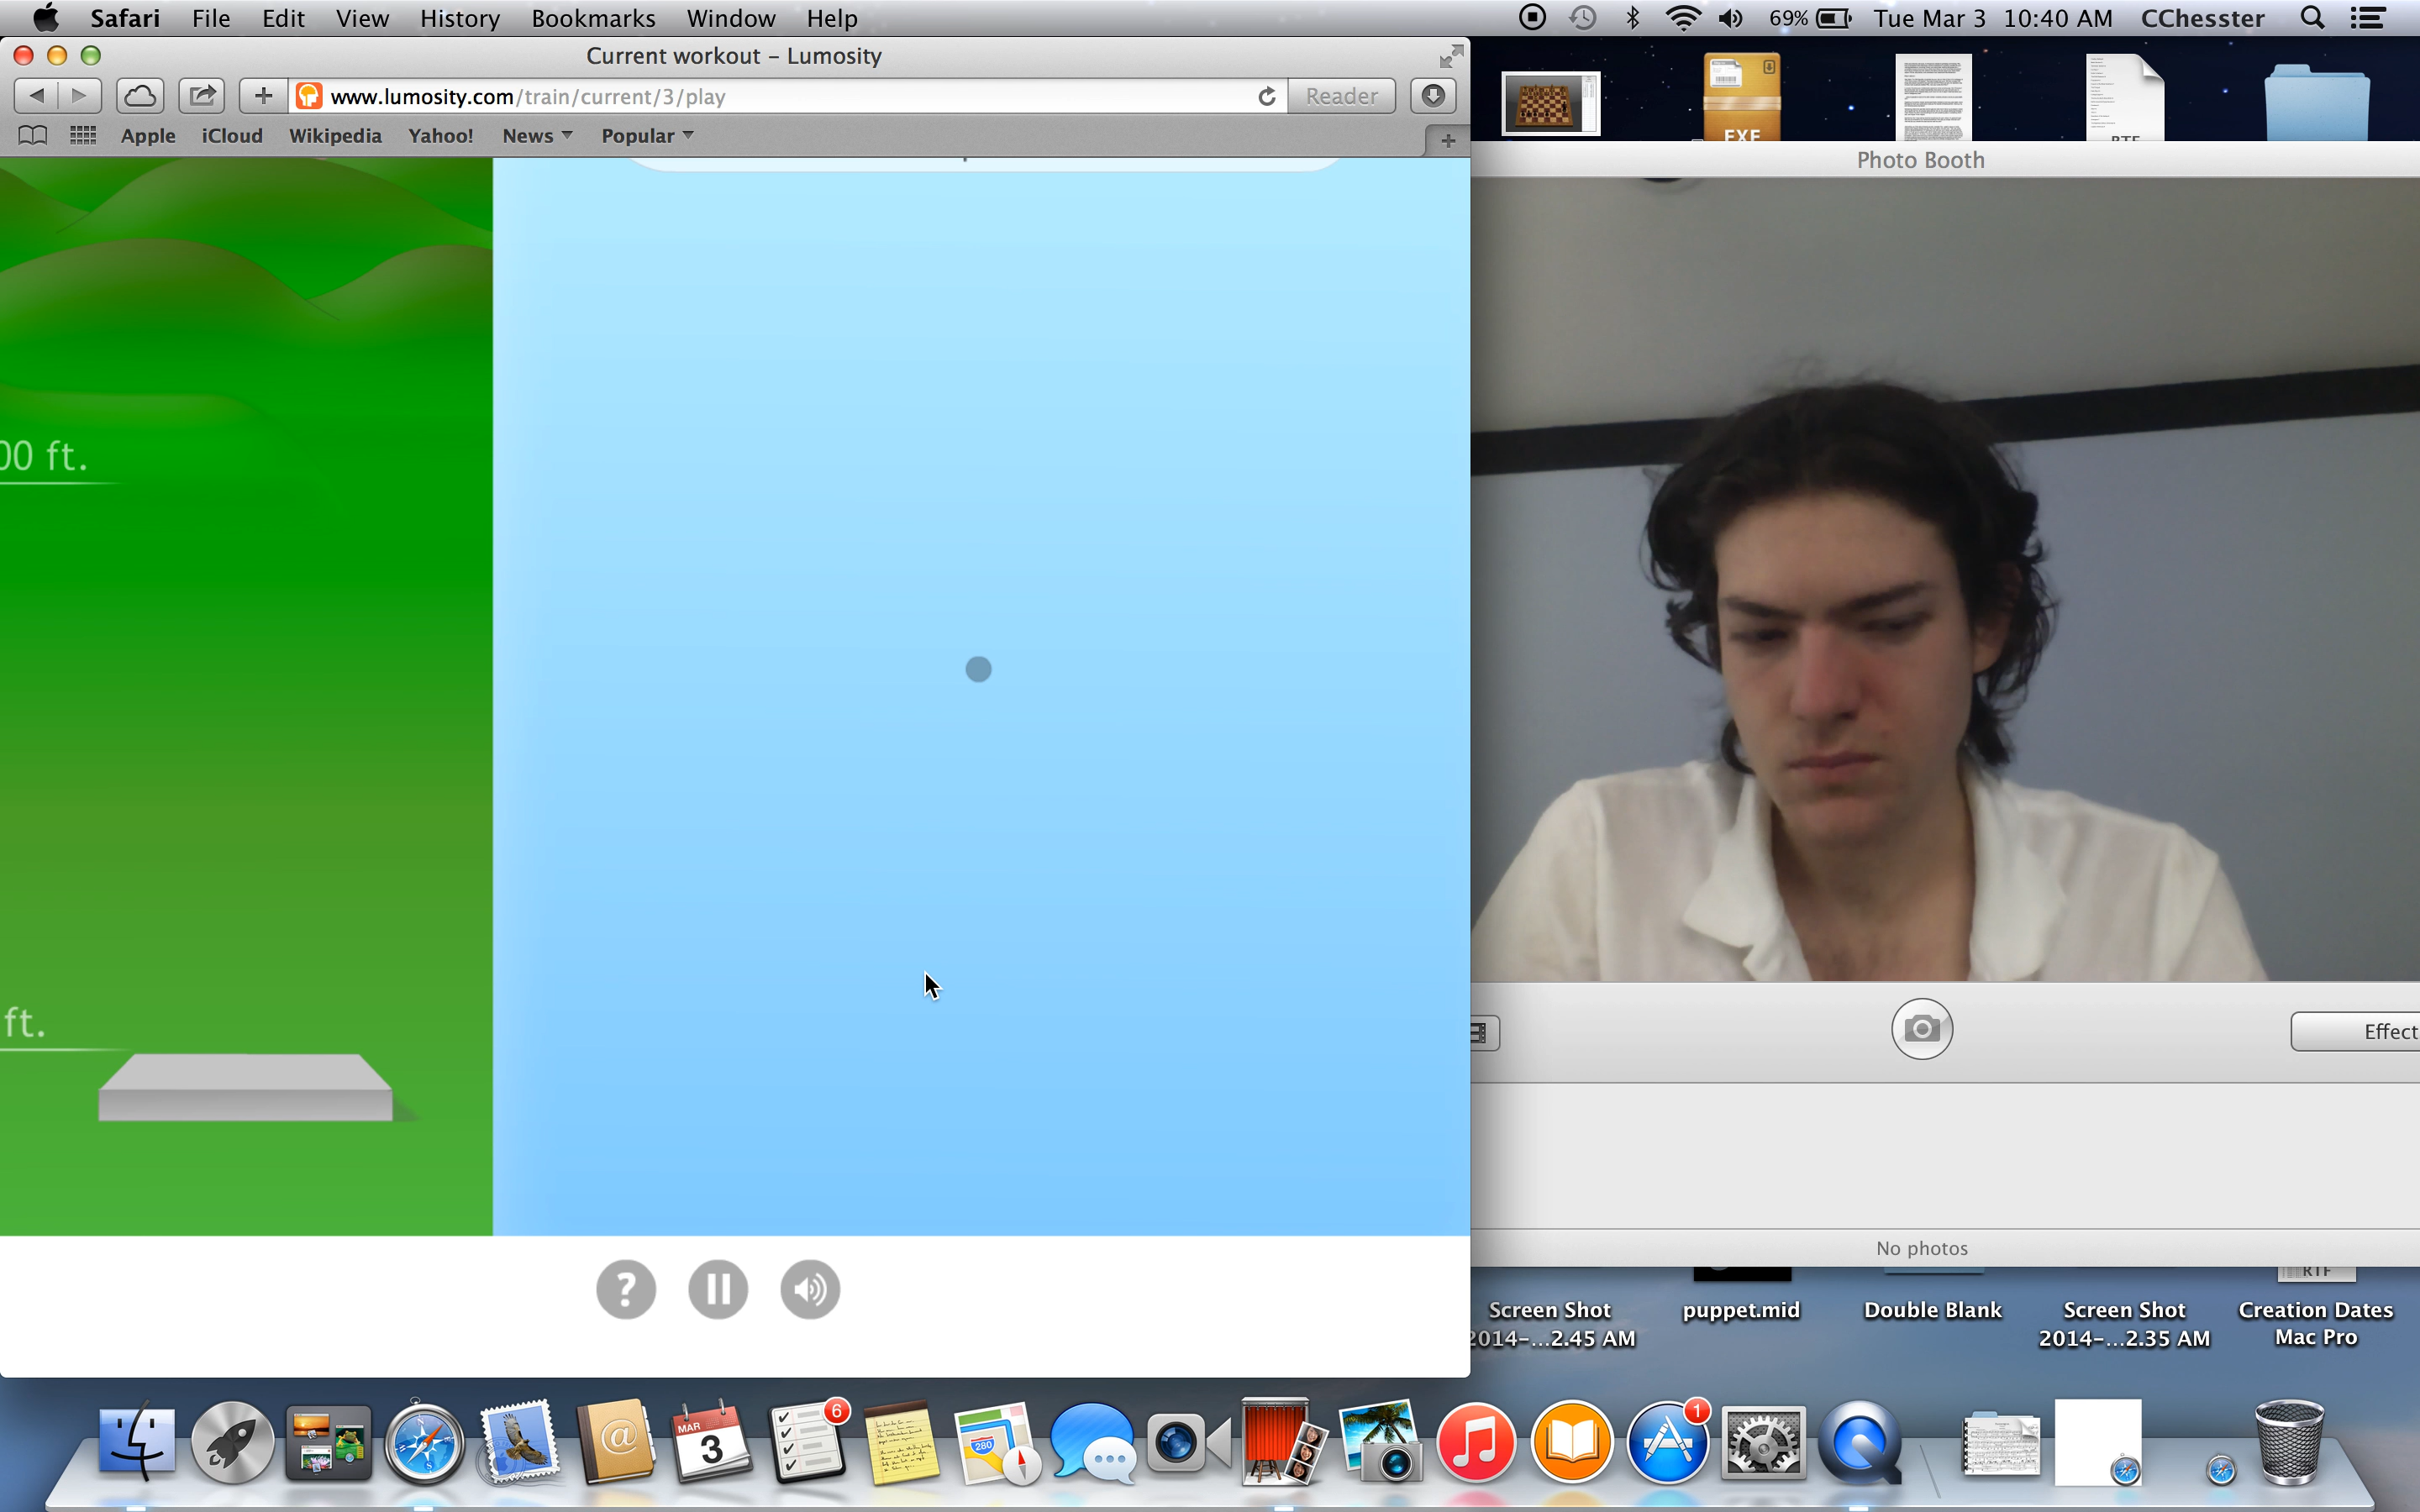 Safari File Edit View History Bookmarks Window Help 69% Tue Mar 3 10:40 AM CChesster
Current workout – Lumosity
www.lumosity.com/train/current/3/play Reader
Apple iCloud Wikipedia Yahoo! News Popular
EXE
RTF
Photo Booth
00 ft.
ft.
Effect
No photos
RTF
Screen Shot
2014-...2.45 AM
puppet.mid
Double Blank
Screen Shot
2014-...2.35 AM
Creation Dates
Mac Pro
?
MAR
3
6
280
1